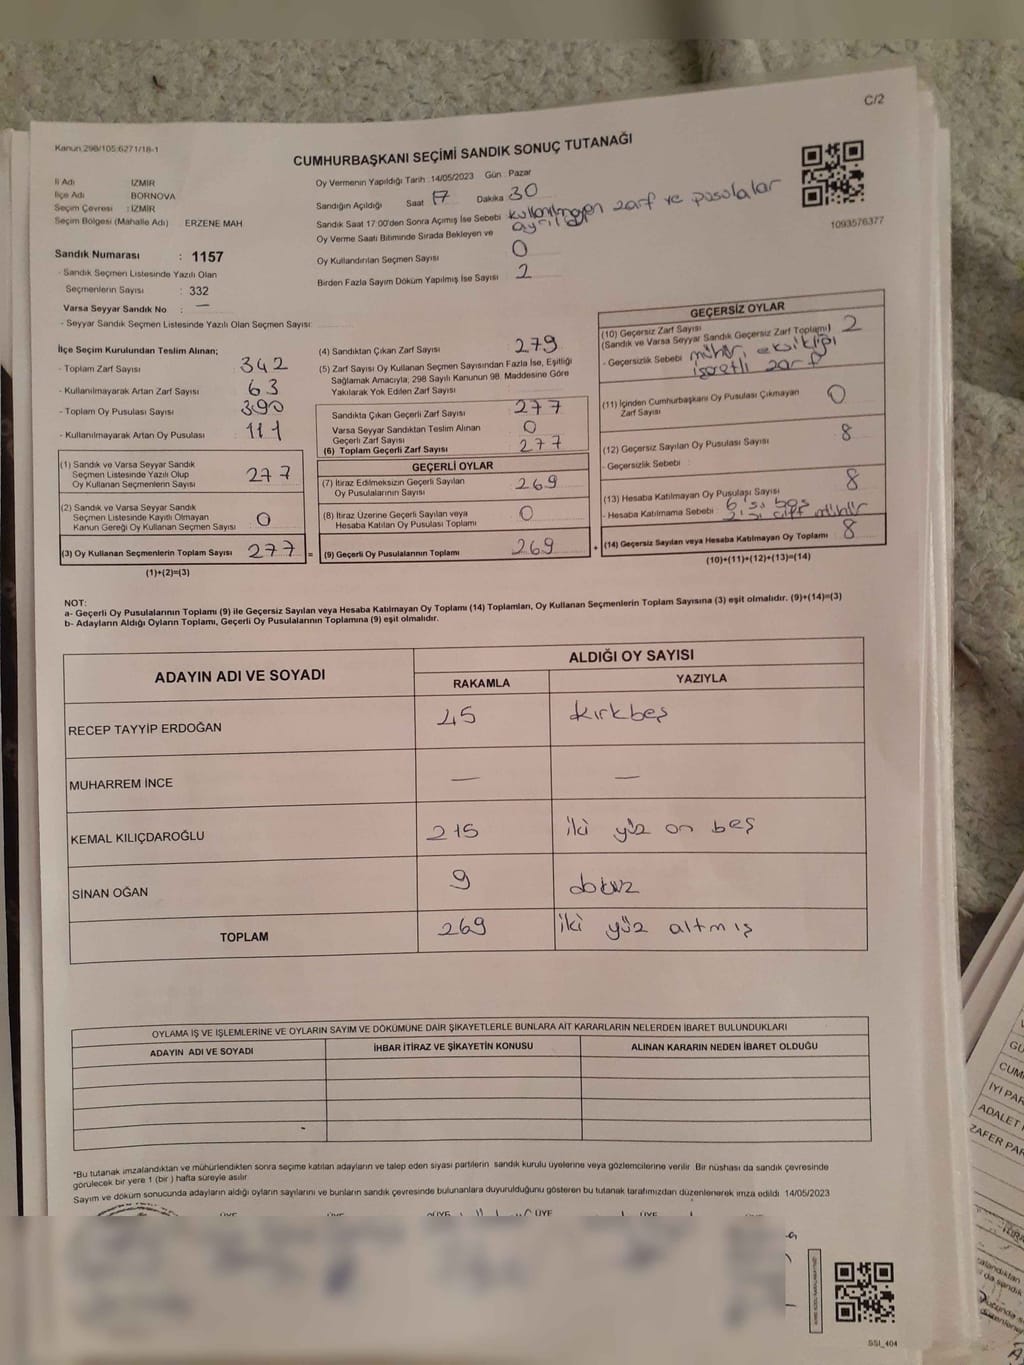 C/2
Kanun:298/105:6271/18-1
CUMHURBAŞKANI SEÇİMİ SANDIK SONUÇ TUTANAĞI
İl Adı İZMİR
İlçe Adı BORNOVA
Seçim Çevresi : İZMİR
Seçim Bölgesi (Mahalle Adı) ERZENE MAH
Oy Vermenin Yapıldığı Tarih :14/05/2023 Gün : Pazar
Sandığın Açıldığı Saat 17 Dakika 30
Sandık Saat 17:00'den Sonra Açımış İse Sebebi kullanılmayan zarf ve pusulalar
Oy Verme Saati Bitiminde Sırada Bekleyen ve
Oy Kullandırılan Seçmen Sayısı 0
Birden Fazla Sayım Döküm Yapılmış İse Sayısı 2
1093576377
Sandık Numarası : 1157
- Sandık Seçmen Listesinde Yazılı Olan
Seçmenlerin Sayısı : 332
Varsa Seyyar Sandık No : —
- Seyyar Sandık Seçmen Listesinde Yazılı Olan Seçmen Sayısı:
İlçe Seçim Kurulundan Teslim Alınan;
- Toplam Zarf Sayısı : 342
- Kullanılmayarak Artan Zarf Sayısı : 63
- Toplam Oy Pusulası Sayısı : 390
- Kullanılmayarak Artan Oy Pusulası : 111
(1) Sandık ve Varsa Seyyar Sandık
Seçmen Listesinde Yazılı Olup
Oy Kullanan Seçmenlerin Sayısı 277
(2) Sandık ve Varsa Seyyar Sandık
Seçmen Listesinde Kayıtlı Olmayan
Kanun Gereği Oy Kullanan Seçmen Sayısı 0
(3) Oy Kullanan Seçmenlerin Toplam Sayısı 277 =
(1)+(2)=(3)
(4) Sandıktan Çıkan Zarf Sayısı 279
(5) Zarf Sayısı Oy Kullanan Seçmen Sayısından Fazla İse, Eşitliği
Sağlamak Amacıyla, 298 Sayılı Kanunun 98. Maddesine Göre
Yakılarak Yok Edilen Zarf Sayısı
Sandıkta Çıkan Geçerli Zarf Sayısı 277
Varsa Seyyar Sandıktan Teslim Alınan
Geçerli Zarf Sayısı 0
(6) Toplam Geçerli Zarf Sayısı 277
GEÇERLİ OYLAR
(7) İtiraz Edilmeksizin Geçerli Sayılan
Oy Pusulalarının Sayısı 269
(8) İtiraz Üzerine Geçerli Sayılan veya
Hesaba Katılan Oy Pusulası Toplamı 0
(9) Geçerli Oy Pusulalarının Toplamı 269 +
GEÇERSİZ OYLAR
(10) Geçersiz Zarf Sayısı
(Sandık ve Varsa Seyyar Sandık Geçersiz Zarf Toplamı) 2
- Geçersizlik Sebebi mühür eksikliği
işaretli zarf
(11) İçinden Cumhurbaşkanı Oy Pusulası Çıkmayan
Zarf Sayısı 0
(12) Geçersiz Sayılan Oy Pusulası Sayısı 8
- Geçersizlik Sebebi :
(13) Hesaba Katılmayan Oy Pusulası Sayısı 8
- Hesaba Katılmama Sebebi : 6'sı boş
2'si çift mühür
(14) Geçersiz Sayılan veya Hesaba Katılmayan Oy Toplamı 8
(10)+(11)+(12)+(13)=(14)
NOT:
a- Geçerli Oy Pusulalarının Toplamı (9) ile Geçersiz Sayılan veya Hesaba Katılmayan Oy Toplamı (14) Toplamları, Oy Kullanan Seçmenlerin Toplam Sayısına (3) eşit olmalıdır. (9)+(14)=(3)
b- Adayların Aldığı Oyların Toplamı, Geçerli Oy Pusulalarının Toplamına (9) eşit olmalıdır.
ADAYIN ADI VE SOYADI ALDIĞI OY SAYISI
RAKAMLA YAZIYLA
RECEP TAYYİP ERDOĞAN 45 kırkbeş
MUHARREM İNCE — —
KEMAL KILIÇDAROĞLU 215 iki yüz on beş
SİNAN OĞAN 9 dokuz
TOPLAM 269 iki yüz altmış
OYLAMA İŞ VE İŞLEMLERİNE VE OYLARIN SAYIM VE DÖKÜMÜNE DAİR ŞİKAYETLERLE BUNLARA AİT KARARLARIN NELERDEN İBARET BULUNDUKLARI
ADAYIN ADI VE SOYADI İHBAR İTİRAZ VE ŞİKAYETİN KONUSU ALINAN KARARIN NEDEN İBARET OLDUĞU
*Bu tutanak imzalandıktan ve mühürlendikten sonra seçime katılan adayların ve talep eden siyasi partilerin sandık kurulu üyelerine veya gözlemcilerine verilir. Bir nüshası da sandık çevresinde
görülecek bir yere 1 (bir ) hafta süreyle asılır
Sayım ve döküm sonucunda adayların aldığı oyların sayılarını ve bunların sandık çevresinde bulunanlara duyurulduğunu gösteren bu tutanak tarafımızdan düzenlenerek imza edildi 14/05/2023
ÜYE ÜYE ÜYE
SSI_404
GU
CUM
IYI PAR
ADALET
ZAFER PAR